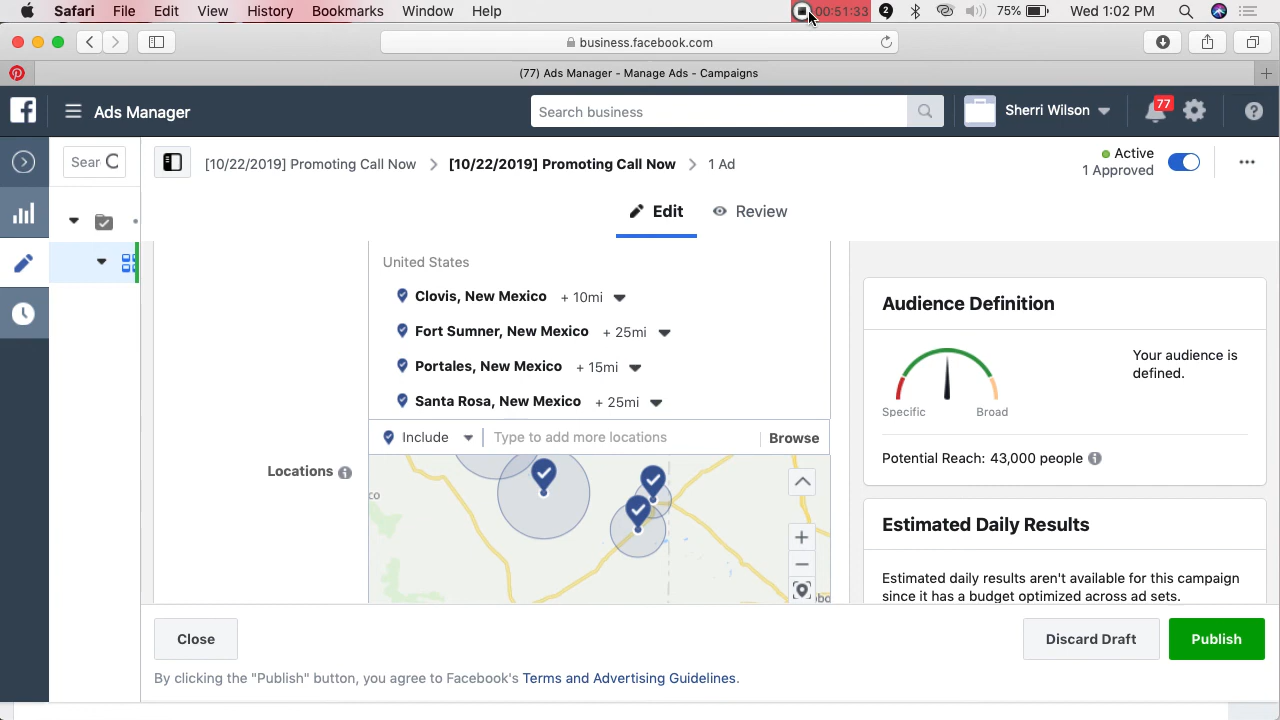 Safari File Edit View History Bookmarks Window Help 00:51:33 2 75% Wed 1:02 PM
business.facebook.com
(77) Ads Manager - Manage Ads - Campaigns
Ads Manager Search business Sherri Wilson 77
Sear [10/22/2019] Promoting Call Now > [10/22/2019] Promoting Call Now > 1 Ad Active
1 Approved
Edit Review
United States
Clovis, New Mexico + 10mi
Fort Sumner, New Mexico + 25mi
Portales, New Mexico + 15mi
Santa Rosa, New Mexico + 25mi
Include Type to add more locations Browse
Locations
co
bo
Audience Definition
Your audience is
defined.
Specific Broad
Potential Reach: 43,000 people
Estimated Daily Results
Estimated daily results aren't available for this campaign
since it has a budget optimized across ad sets.
Close Discard Draft Publish
By clicking the "Publish" button, you agree to Facebook's Terms and Advertising Guidelines.